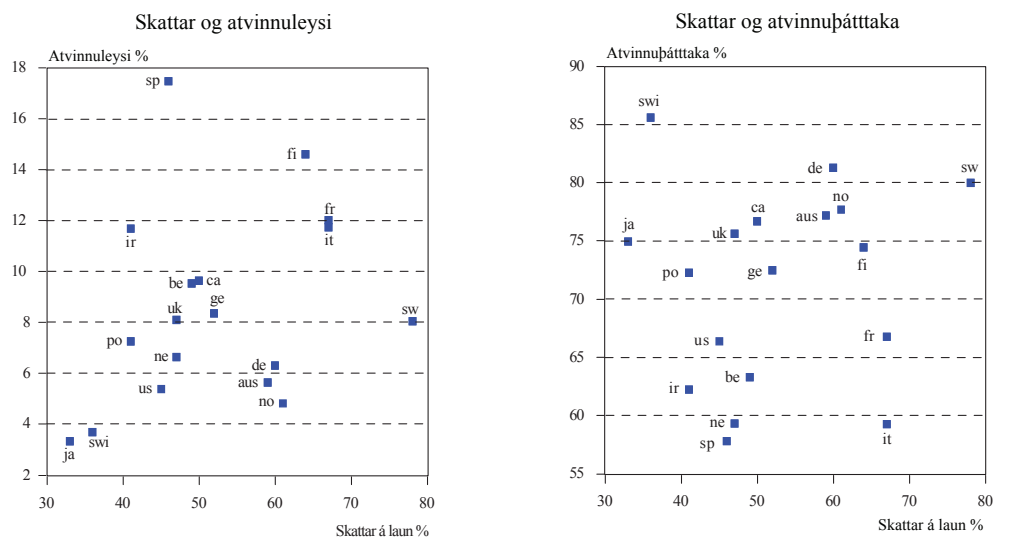 Skattar og atvinnuleysi
Atvinnuleysi %
18
16
14
12
10
8
6
4
2
30
40
50
60
70
80
Skattar á laun %
sp
fi
fr
it
ir
be
ca
ge
uk
sw
po
ne
de
us
aus
no
swi
ja
Skattar og atvinnuþátttaka
Atvinnuþátttaka %
90
85
80
75
70
65
60
55
30
40
50
60
70
80
Skattar á laun %
swi
de
sw
no
ca
aus
ja
uk
fi
po
ge
us
fr
be
ir
ne
sp
it